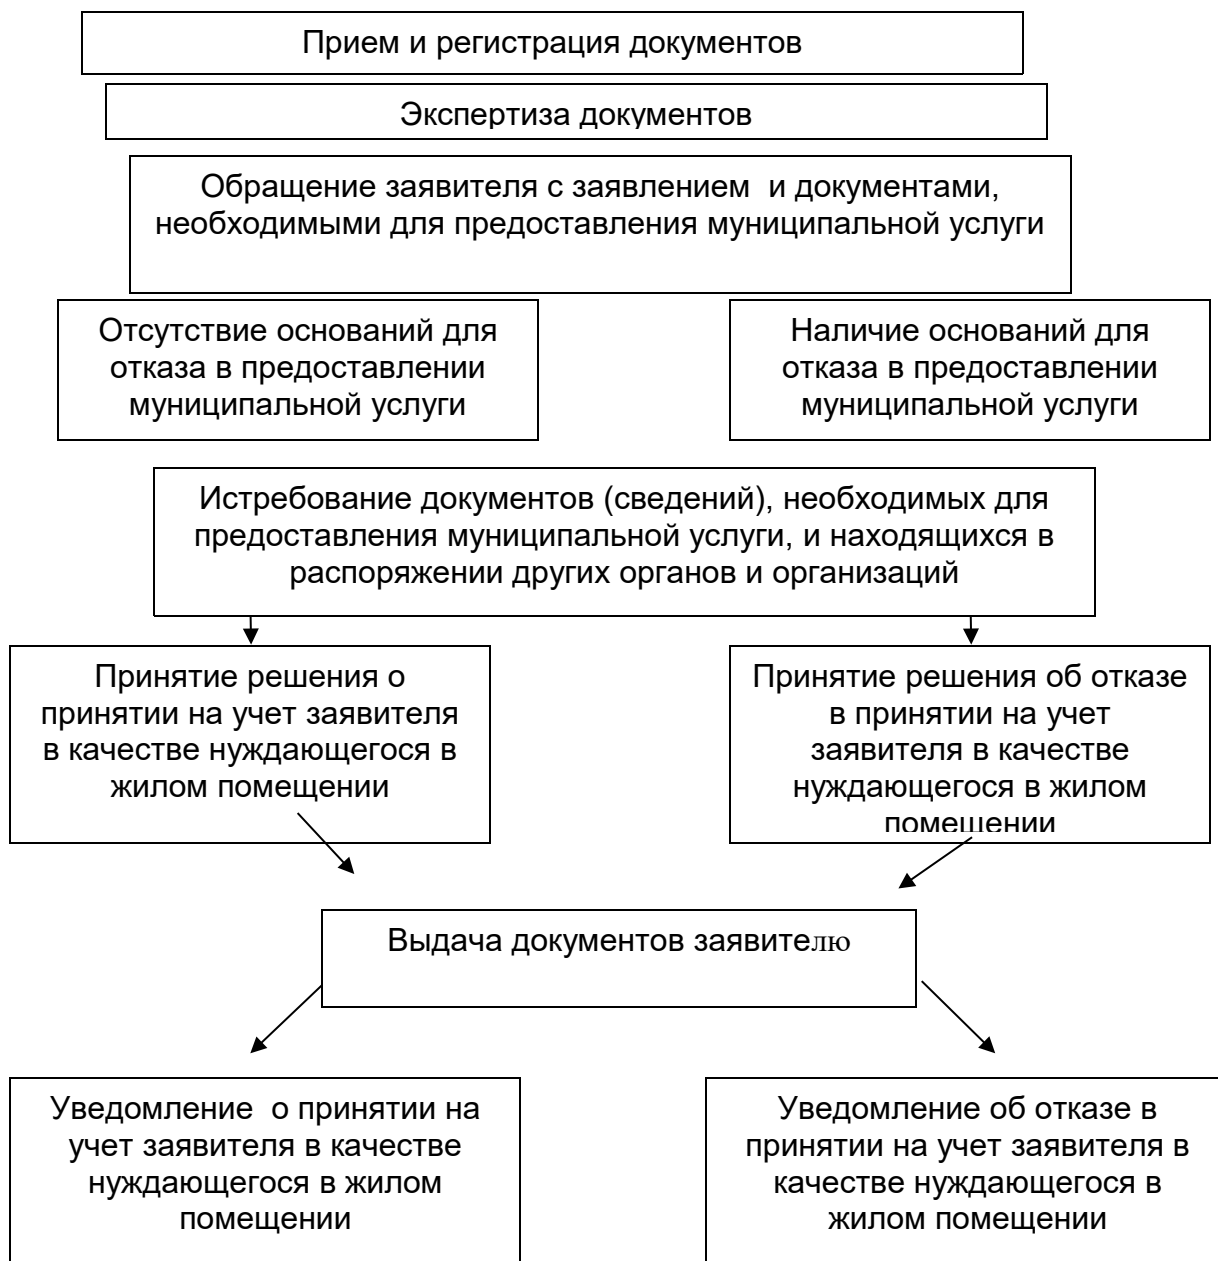 Прием и регистрация документов
Экспертиза документов
Обращение заявителя с заявлением  и документами,
необходимыми для предоставления муниципальной услуги
Отсутствие оснований для
отказа в предоставлении
муниципальной услуги
Наличие оснований для
отказа в предоставлении
муниципальной услуги
Истребование документов (сведений), необходимых для
предоставления муниципальной услуги, и находящихся в
распоряжении других органов и организаций
Принятие решения о
принятии на учет заявителя
в качестве нуждающегося в
жилом помещении
Принятие решения об отказе
в принятии на учет
заявителя в качестве
нуждающегося в жилом
помещении
Выдача документов заявителю
Уведомление  о принятии на
учет заявителя в качестве
нуждающегося в жилом
помещении
Уведомление об отказе в
принятии на учет заявителя в
качестве нуждающегося в
жилом помещении